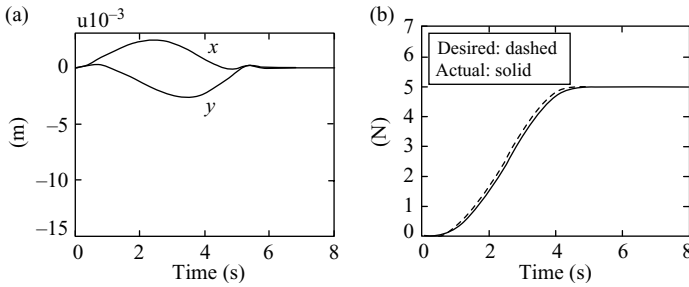 (a)
u10⁻³
0
−5
−10
−15
(m)
x
y
0
2
4
6
8
Time (s)
(b)
7
6
5
4
3
2
1
0
(N)
Desired: dashed
Actual: solid
0
2
4
6
8
Time (s)